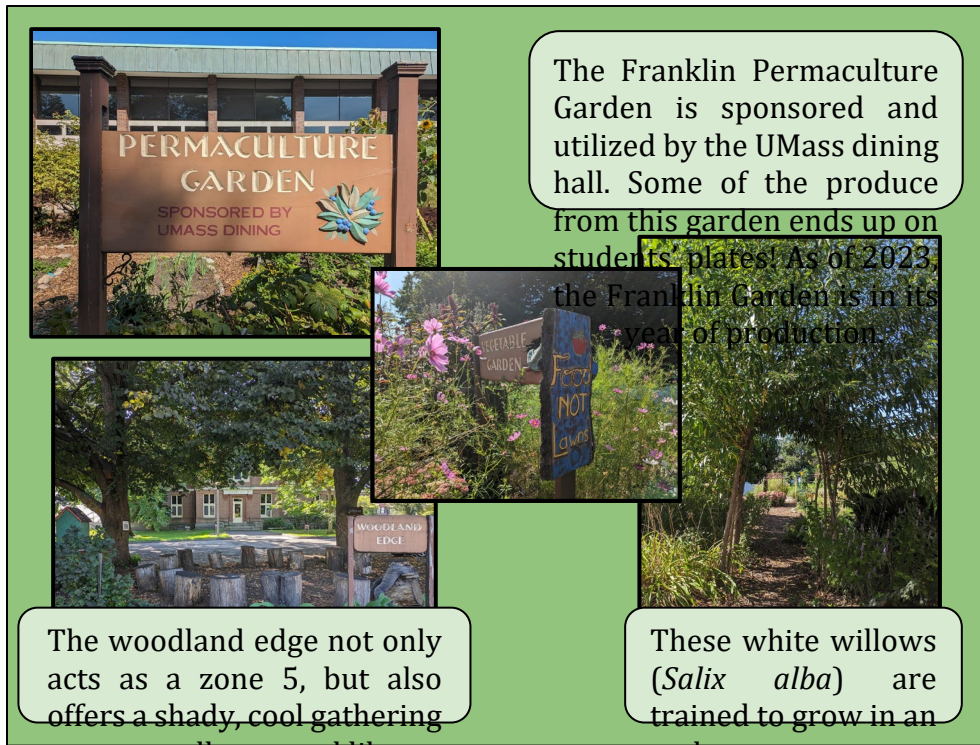 PERMACULTURE
GARDEN
SPONSORED BY
UMASS DINING
The Franklin Permaculture
Garden is sponsored and
utilized by the UMass dining
hall. Some of the produce
from this garden ends up on
students' plates! As of 2023,
the Franklin Garden is in its
year of production.
VEGETABLE
GARDEN
Food
NOT
Lawns
WOODLAND
EDGE
The woodland edge not only
acts as a zone 5, but also
offers a shady, cool gathering
These white willows
(Salix alba) are
trained to grow in an